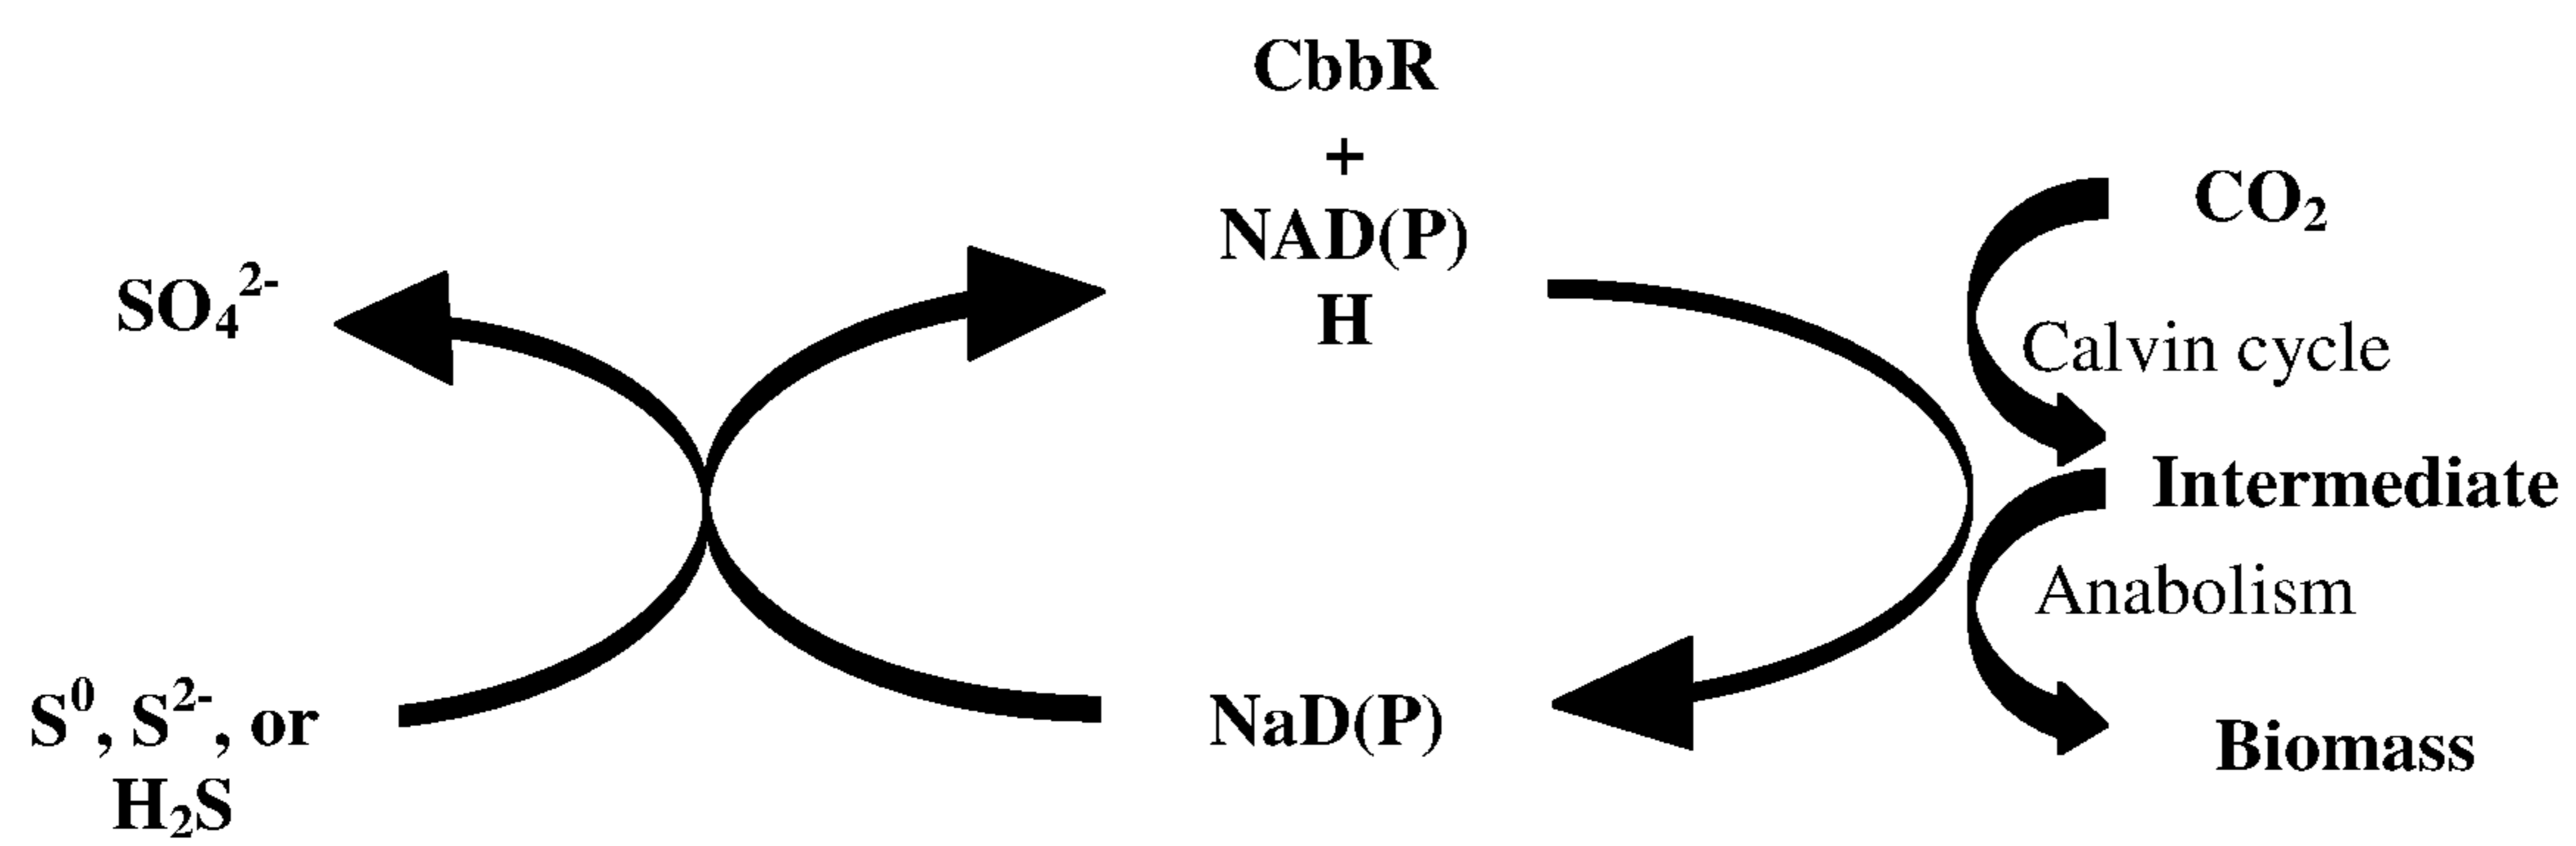 CbbR
+
NAD(P)
H
CO₂
SO₄²⁻
Calvin cycle
Intermediate
Anabolism
S⁰, S²⁻, or
H₂S
NaD(P)
Biomass